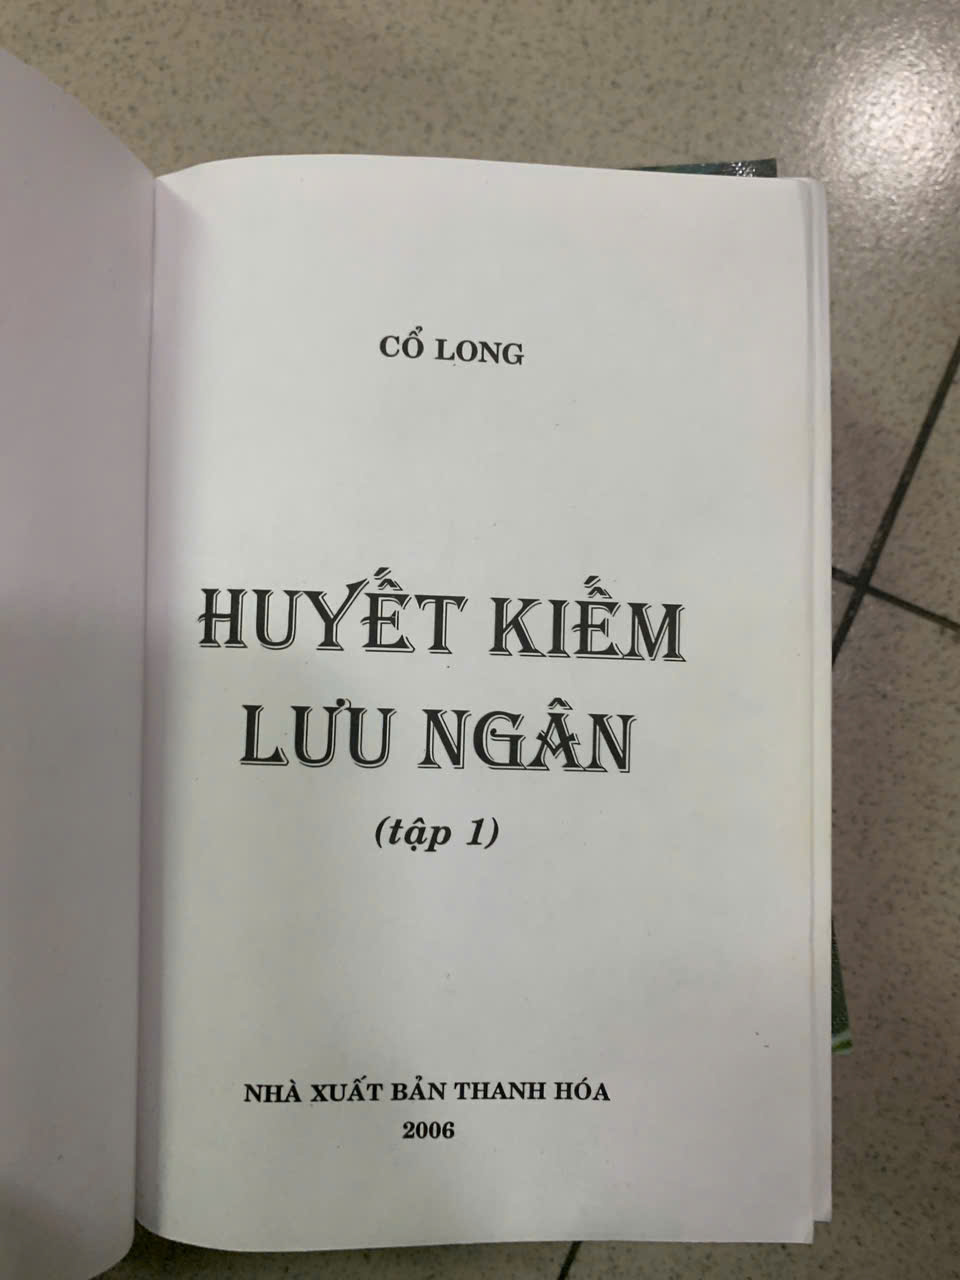 CỔ LONG
HUYẾT KIẾM
LƯU NGÂN
(tập 1)
NHÀ XUẤT BẢN THANH HÓA
2006